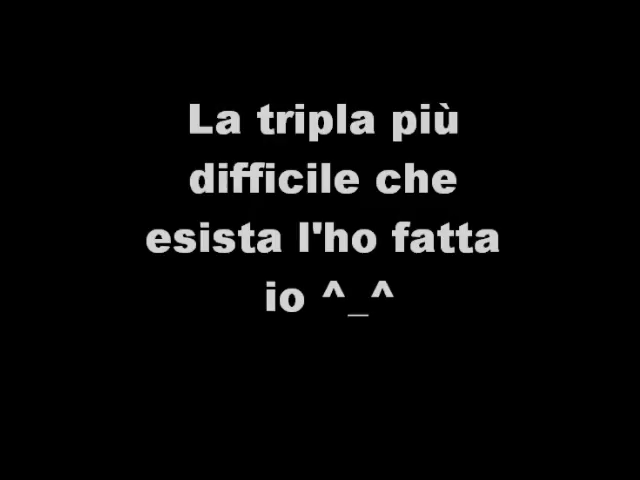 La tripla più
difficile che
esista l'ho fatta
io ^_^